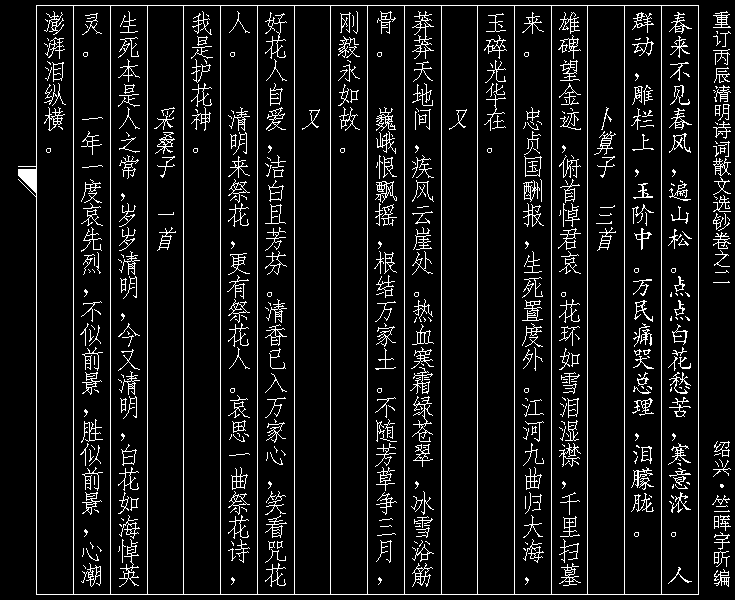 重订丙辰清明诗词散文选钞卷之二
绍兴·竺晖宇昕编
春来不见春风，遍山松。点点白花愁苦，寒意浓。　人
群动，雕栏上，玉阶中。万民痛哭总理，泪朦胧。
卜算子　三首
雄碑望金迹，俯首悼君哀。花环如雪泪湿襟，千里扫墓
来。　忠贞国酬报，生死置度外。江河九曲归大海，
玉碎光华在。
又
莽莽天地间，疾风云崖处。热血寒霜绿苍翠，冰雪浴筋
骨。　巍峨恨飘摇，根结万家土。不随芳草争三月，
刚毅永如故。
又
好花人自爱，洁白且芳芬。清香已入万家心，笑看咒花
人。　清明来祭花，更有祭花人。哀思一曲祭花诗，
我是护花神。
采桑子　一首
生死本是人之常，岁岁清明，今又清明，白花如海悼英
灵。　一年一度哀先烈，不似前景，胜似前景，心潮
澎湃泪纵横。